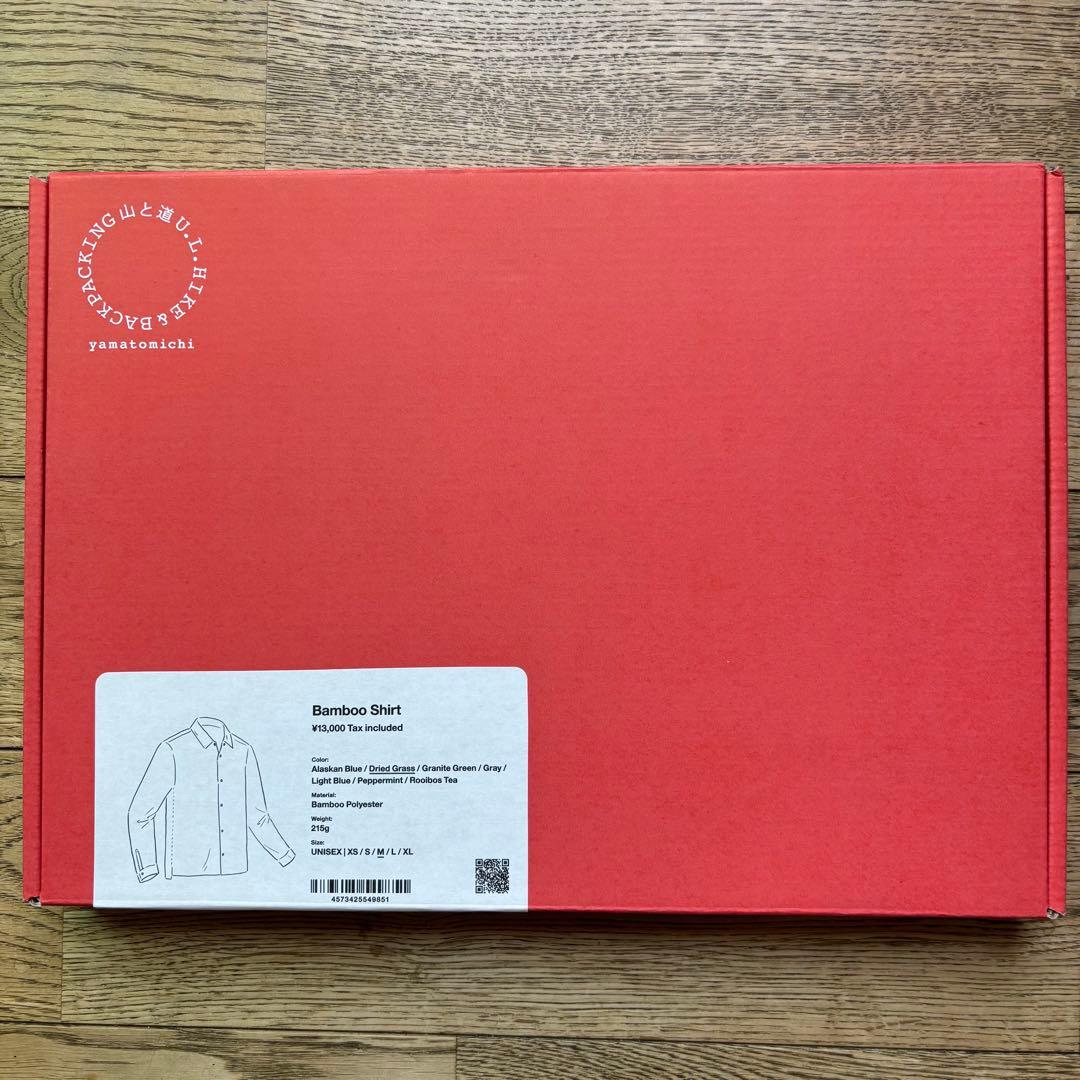 山と道 U.L. HIKE & BACKPACKING
yamatomichi
Bamboo Shirt
¥13,000 Tax included
Color:
Alaskan Blue / Dried Grass / Granite Green / Gray /
Light Blue / Peppermint / Rooibos Tea
Material:
Bamboo Polyester
Weight:
215g
Size:
UNISEX | XS / S / M / L / XL
4573425549851